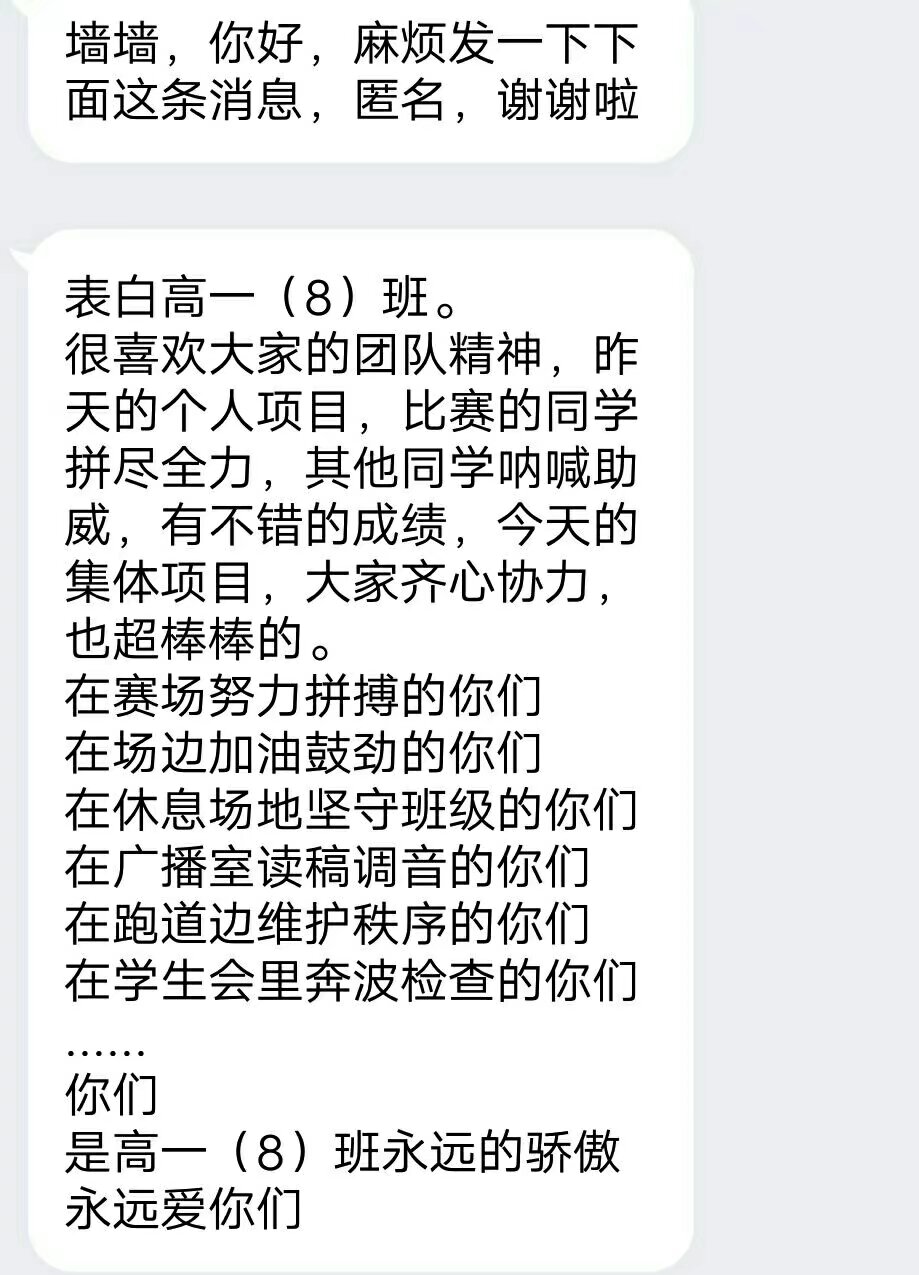 墙墙，你好，麻烦发一下下
面这条消息，匿名，谢谢啦
表白高一（8）班。
很喜欢大家的团队精神，昨
天的个人项目，比赛的同学
拼尽全力，其他同学呐喊助
威，有不错的成绩，今天的
集体项目，大家齐心协力，
也超棒棒的。
在赛场努力拼搏的你们
在场边加油鼓劲的你们
在休息场地坚守班级的你们
在广播室读稿调音的你们
在跑道边维护秩序的你们
在学生会里奔波检查的你们
......
你们
是高一（8）班永远的骄傲
永远爱你们